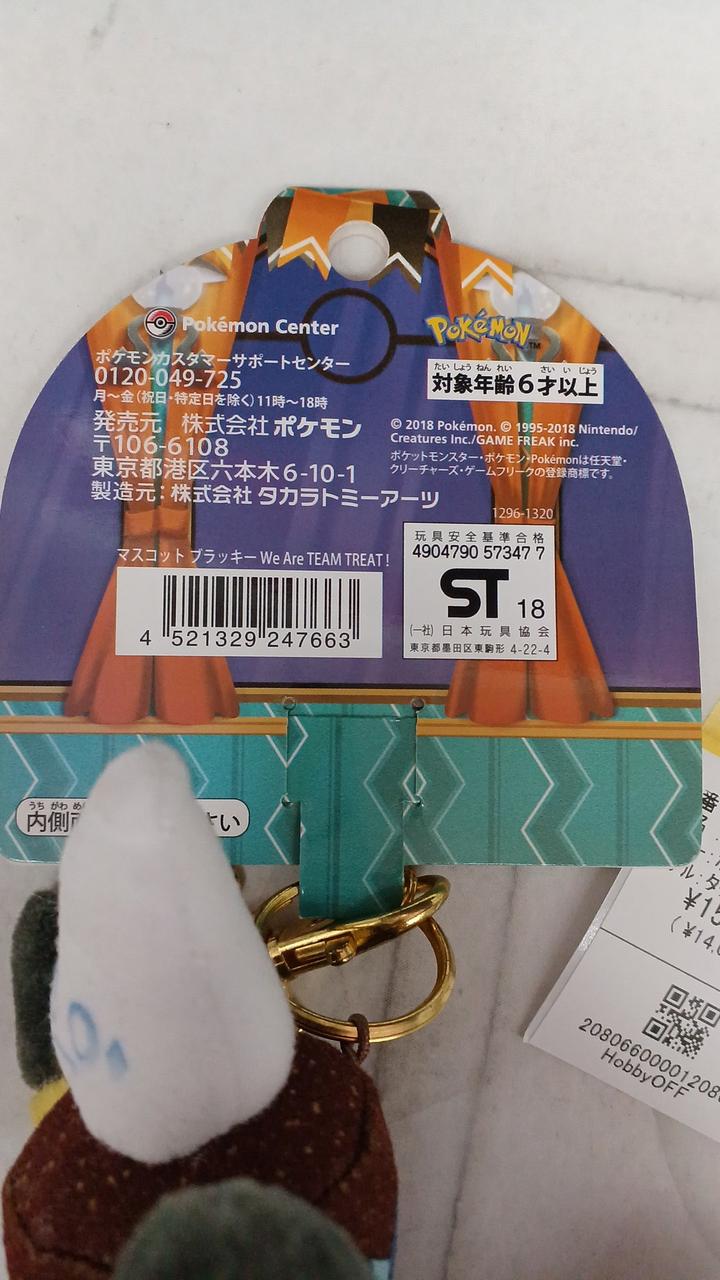 Pokémon Center
ポケモンカスタマーサポートセンター
0120-049-725
月～金(祝日・特定日を除く)11時～18時
発売元 株式会社ポケモン
〒106-6108
東京都港区六本木6-10-1
製造元：株式会社 タカラトミーアーツ
POKéMON TM
たい しょう ねん れい さい い じょう
対象年齢6才以上
© 2018 Pokémon. © 1995-2018 Nintendo/
Creatures Inc./GAME FREAK inc.
ポケットモンスター・ポケモン・Pokémonは任天堂・
クリーチャーズ・ゲームフリークの登録商標です。
1296-1320
マスコット ブラッキー We Are TEAM TREAT !
4 521329 247663
玩具安全基準合格
4904790 57347 7
ST 18
(一社) 日本玩具協会
東京都墨田区東駒形 4-22-4
うち がわ
内側 さい
¥15
(¥14,
20806600001208
HobbyOFF